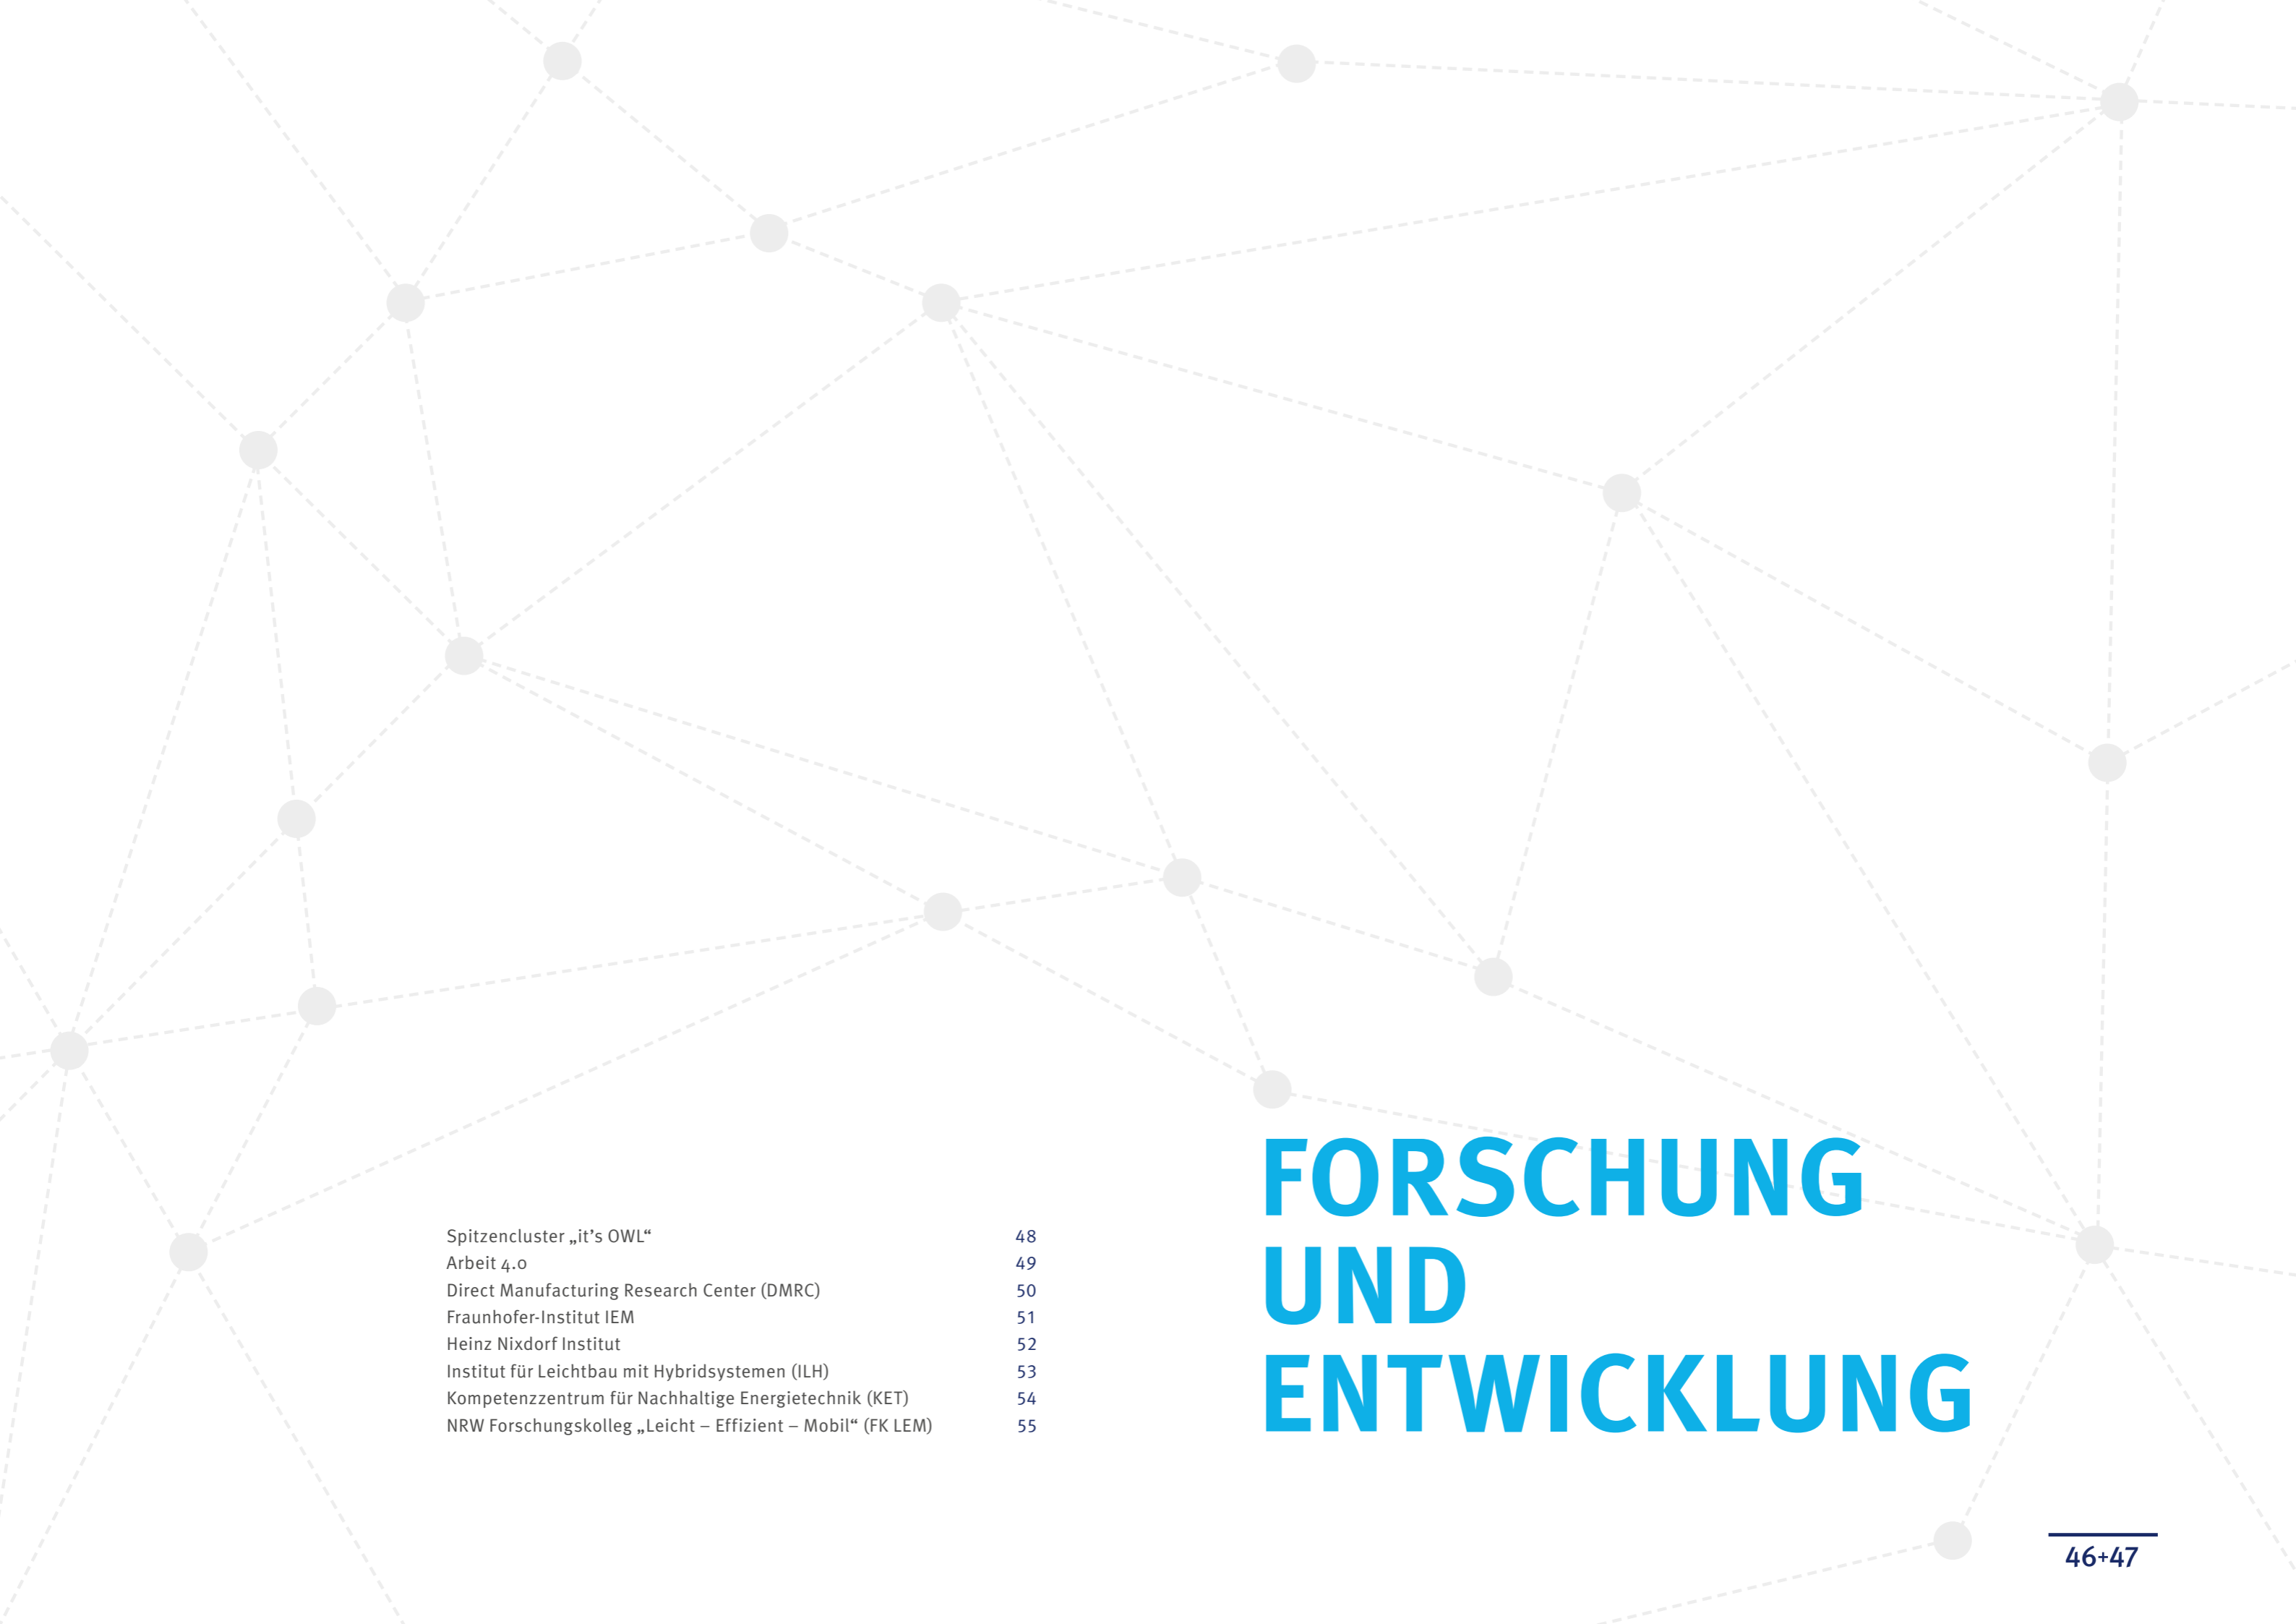 Spitzencluster „it’s OWL“ 48
Arbeit 4.0 49
Direct Manufacturing Research Center (DMRC) 50
Fraunhofer-Institut IEM 51
Heinz Nixdorf Institut 52
Institut für Leichtbau mit Hybridsystemen (ILH) 53
Kompetenzzentrum für Nachhaltige Energietechnik (KET) 54
NRW Forschungskolleg „Leicht – Effizient – Mobil“ (FK LEM) 55
FORSCHUNG
UND
ENTWICKLUNG
46+47